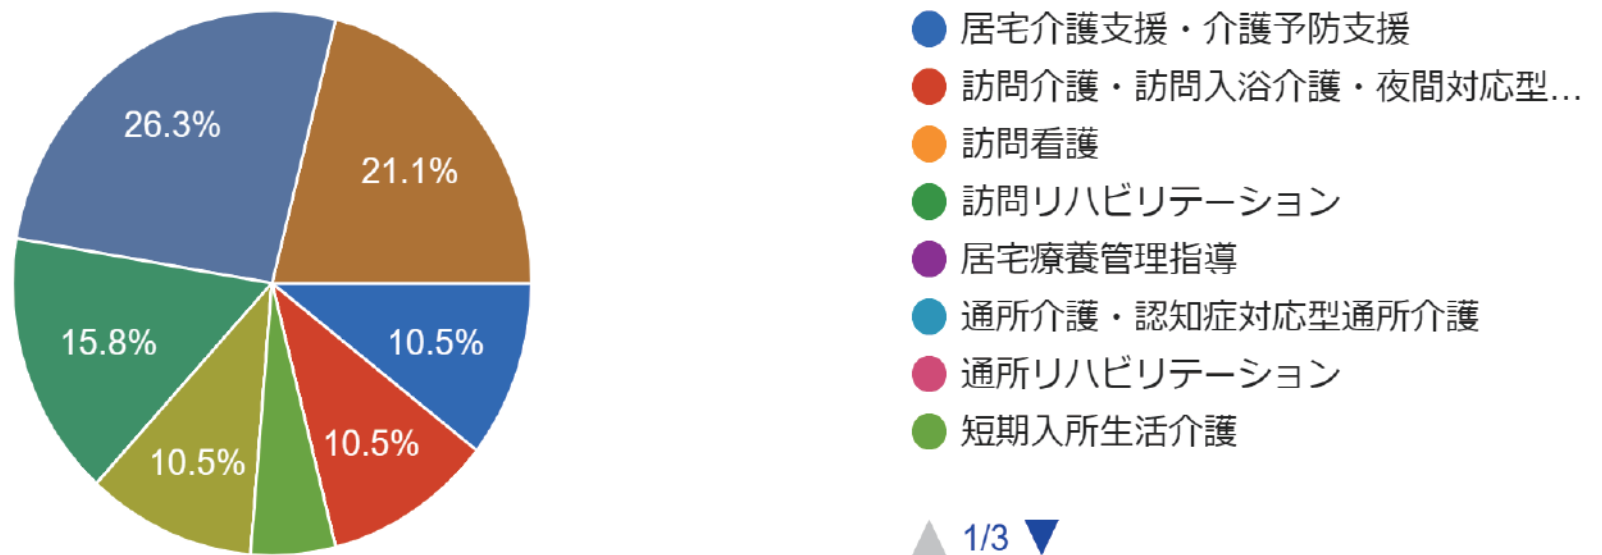 26.3%
21.1%
15.8%
10.5%
10.5%
10.5%
居宅介護支援・介護予防支援
訪問介護・訪問入浴介護・夜間対応型…
訪問看護
訪問リハビリテーション
居宅療養管理指導
通所介護・認知症対応型通所介護
通所リハビリテーション
短期入所生活介護
1/3